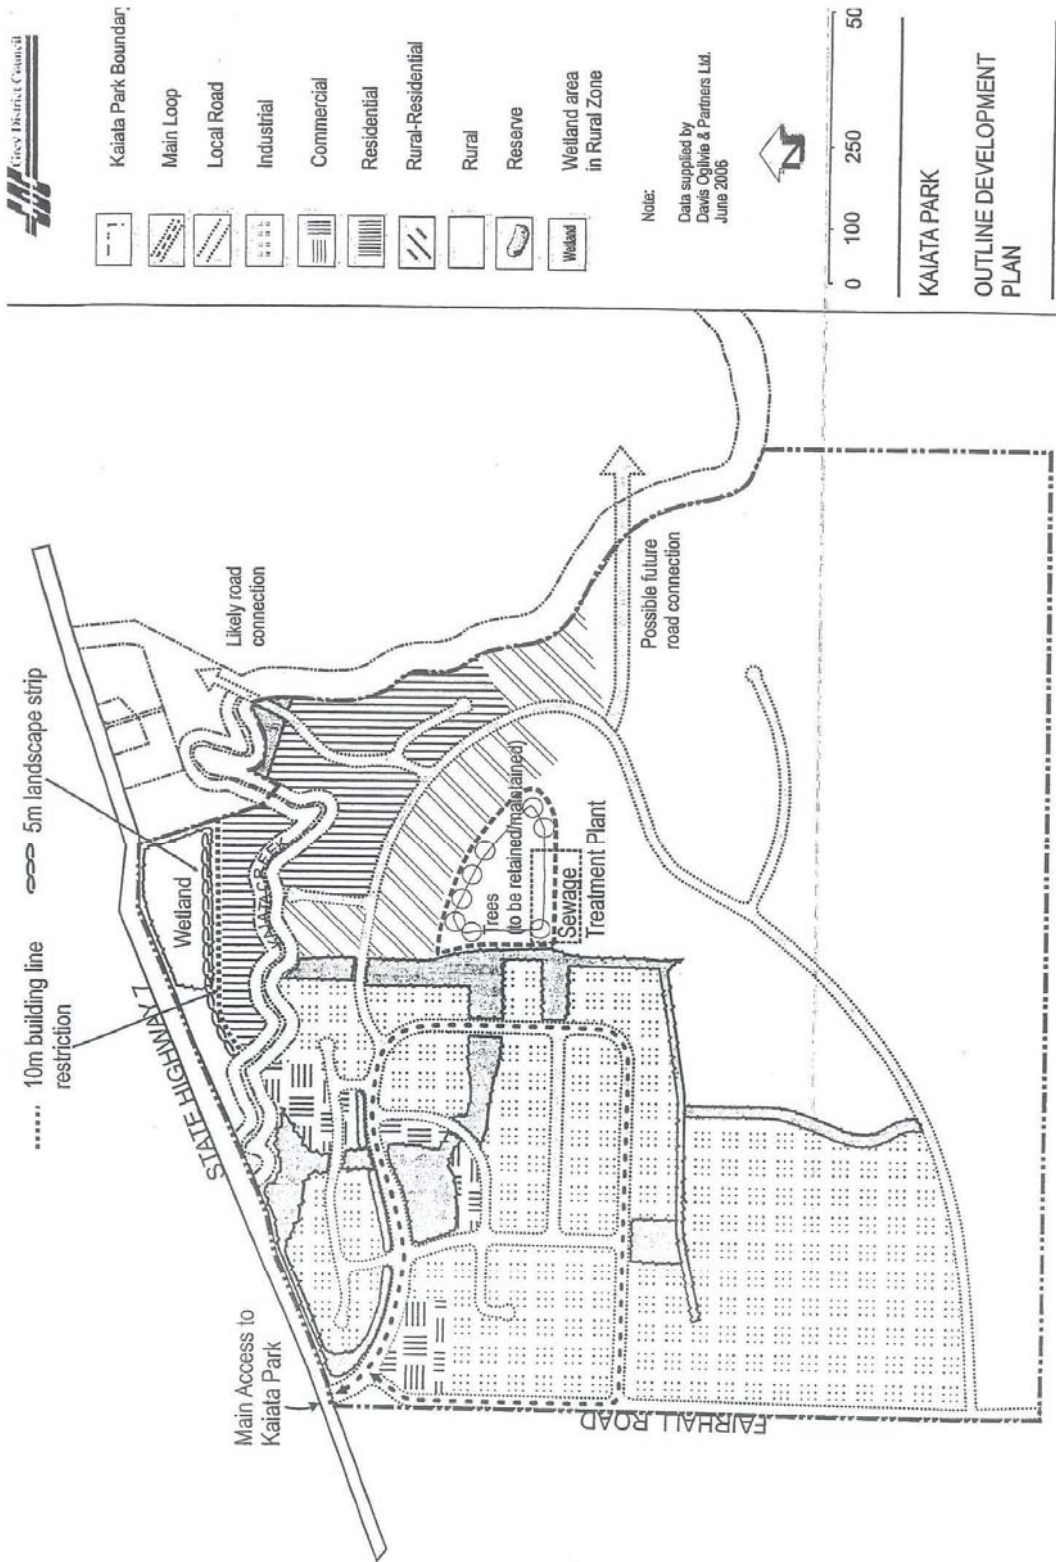 Grey District Council
Kaiata Park Boundary
Main Loop
Local Road
Industrial
Commercial
Residential
Rural-Residential
Rural
Reserve
Wetland
Wetland area
in Rural Zone
Note:
Data supplied by
Davis Ogilvie & Partners Ltd.
June 2006
N
0 100 250 50
KAIATA PARK
OUTLINE DEVELOPMENT
PLAN
10m building line
restriction
5m landscape strip
STATE HIGHWAY 7
Wetland
KAIATA CREEK
Likely road
connection
Main Access to
Kaiata Park
Trees
(to be retained/maintained)
Sewage
Treatment Plant
Possible future
road connection
FAIRHALL ROAD